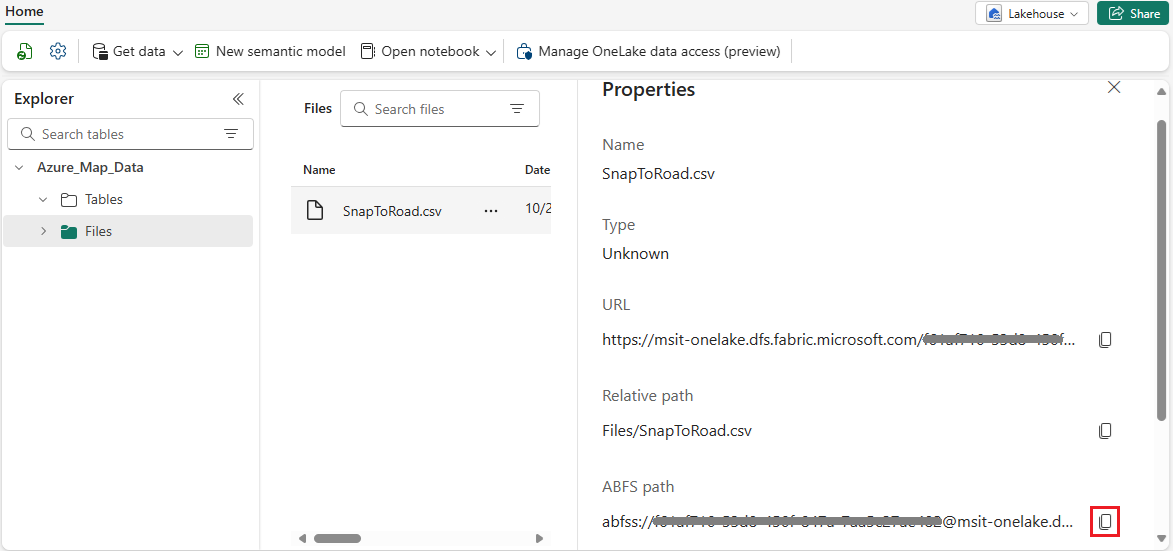 Home
Lakehouse
Share
Get data
New semantic model
Open notebook
Manage OneLake data access (preview)
Explorer
Search tables
Azure_Map_Data
Tables
Files
Files
Search files
Name
Date
SnapToRoad.csv
...
10/2
Properties
Name
SnapToRoad.csv
Type
Unknown
URL
https://msit-onelake.dfs.fabric.microsoft.com/
...
Relative path
Files/SnapToRoad.csv
ABFS path
abfss://
@msit-onelake.d...